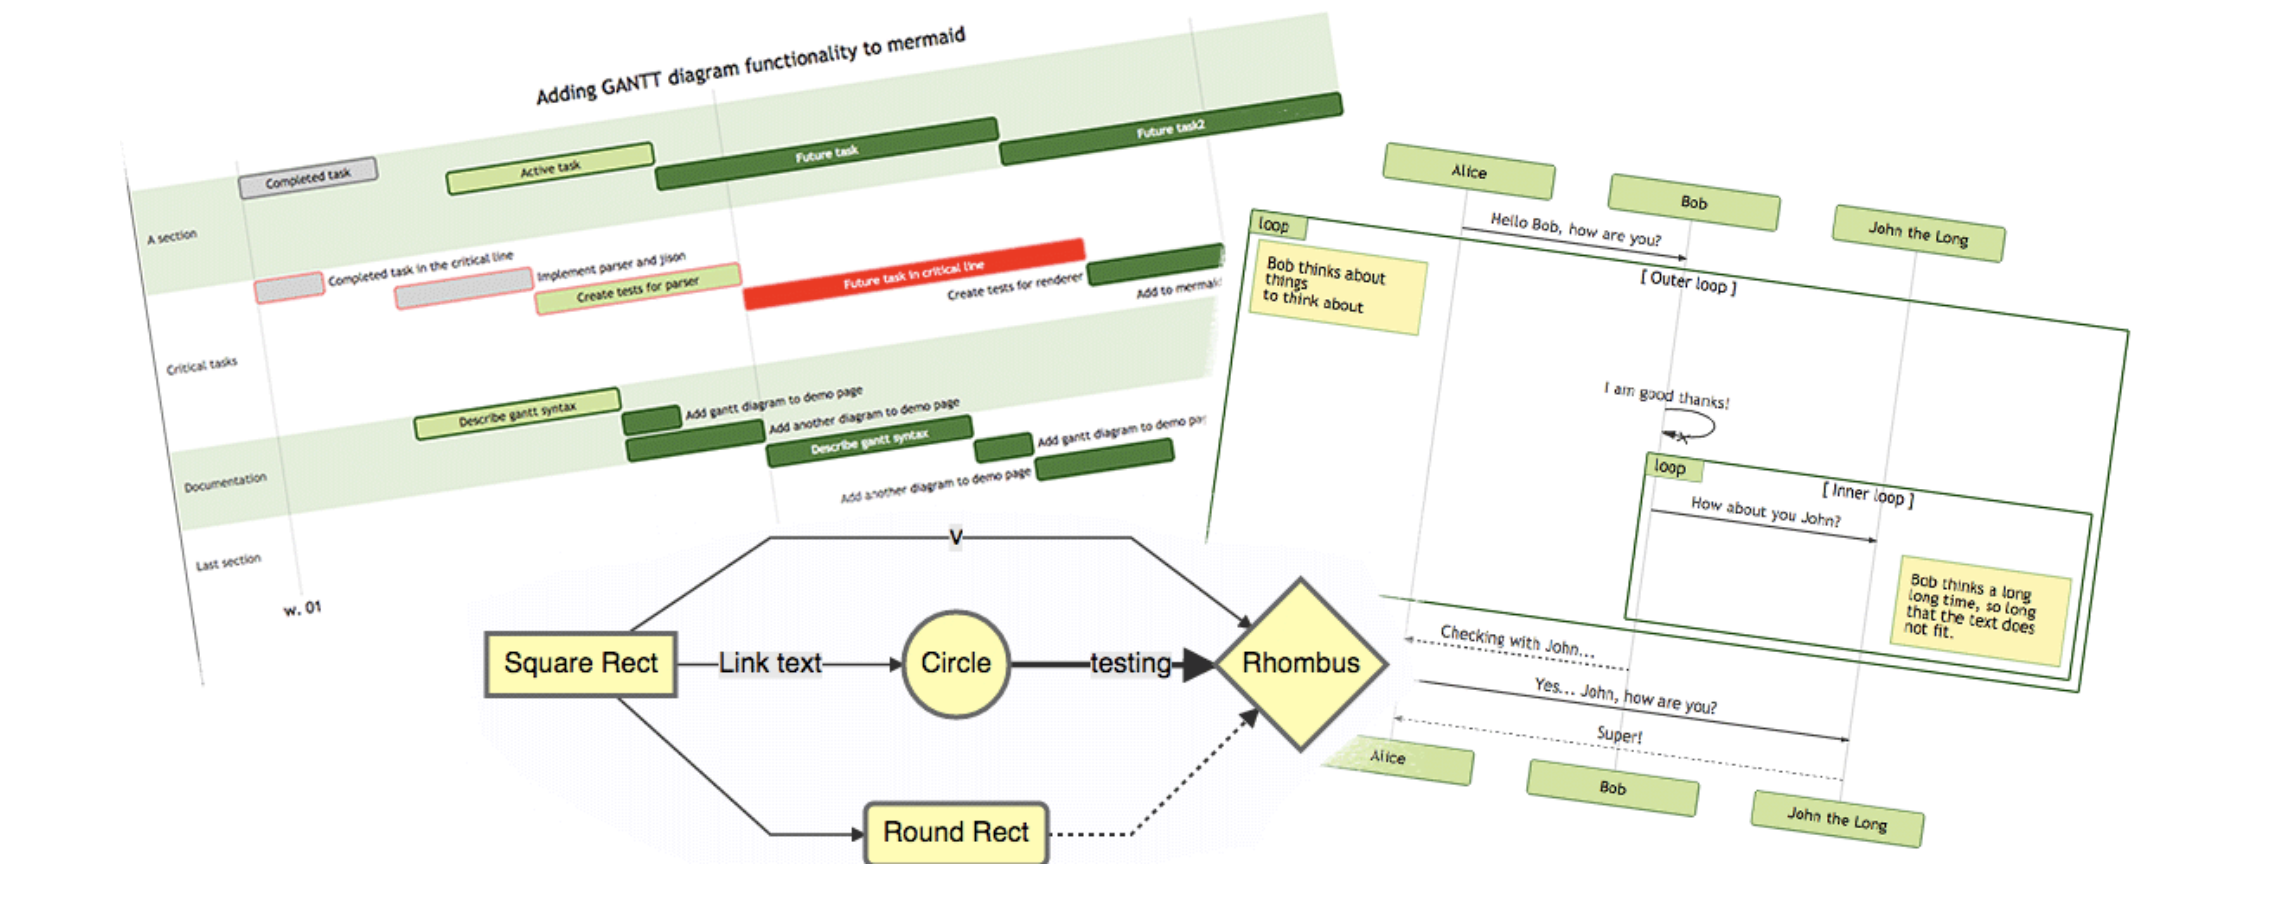 Adding GANTT diagram functionality to mermaid
Completed task
Active task
Future task
Future task2
A section
Completed task in the critical line
Implement parser and jison
Create tests for parser
Future task in critical line
Create tests for renderer
Add to
Critical tasks
Describe gantt syntax
Add gantt diagram to demo page
Add another diagram to demo page
Describe gantt syntax
Add gantt diagram to demo
Add another diagram to demo page
Documentation
Last section
w. 01
Alice
Bob
John the Long
Hello Bob, how are you?
loop
[ Outer loop ]
Bob thinks about
things
to think about
I am good thanks!
loop
[ Inner loop ]
How about you John?
Bob thinks a long
long time, so long
that the text does
not fit.
Checking with John...
Yes... John, how are you?
Super!
Alice
Bob
John the Long
V
Square Rect
Link text
Circle
testing
Rhombus
Round Rect